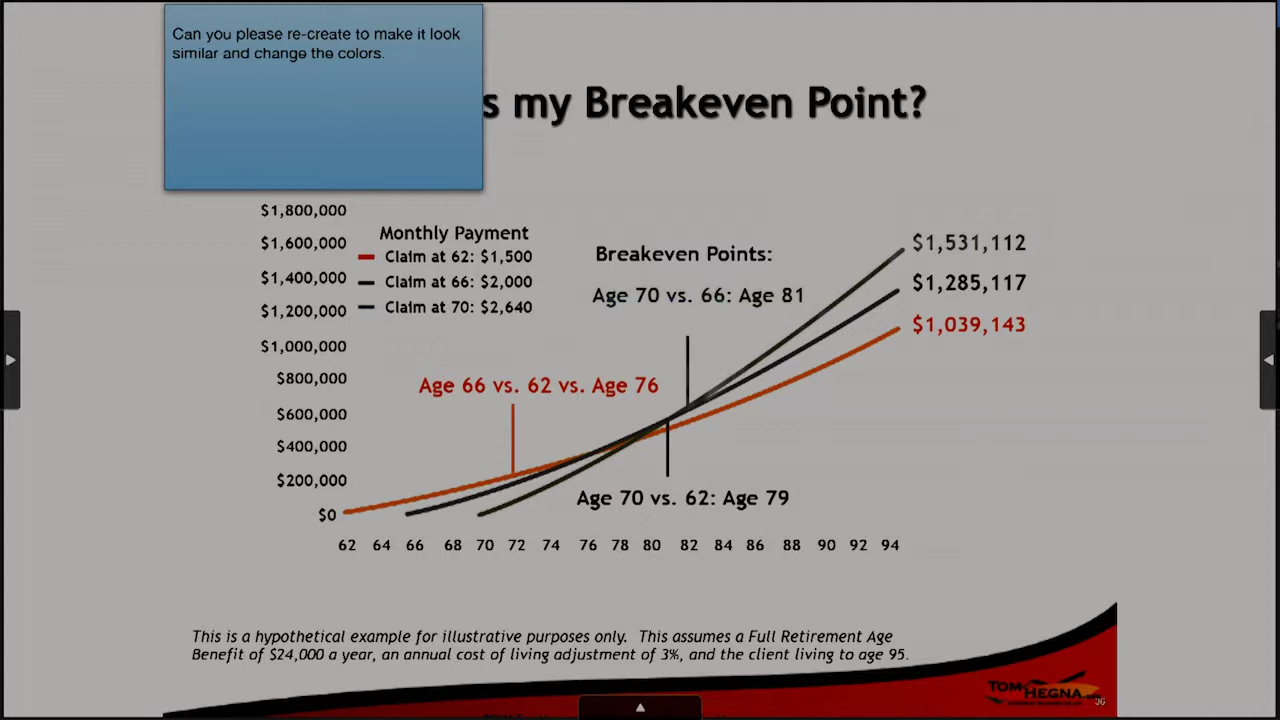 Can you please re-create to make it look
similar and change the colors.
s my Breakeven Point?
$1,800,000
$1,600,000
$1,400,000
$1,200,000
$1,000,000
$800,000
$600,000
$400,000
$200,000
$0
Monthly Payment
Claim at 62: $1,500
Claim at 66: $2,000
Claim at 70: $2,640
Breakeven Points:
Age 70 vs. 66: Age 81
$1,531,112
$1,285,117
$1,039,143
Age 66 vs. 62 vs. Age 76
Age 70 vs. 62: Age 79
62 64 66 68 70 72 74 76 78 80 82 84 86 88 90 92 94
This is a hypothetical example for illustrative purposes only. This assumes a Full Retirement Age
Benefit of $24,000 a year, an annual cost of living adjustment of 3%, and the client living to age 95.
TOM HEGNA
36